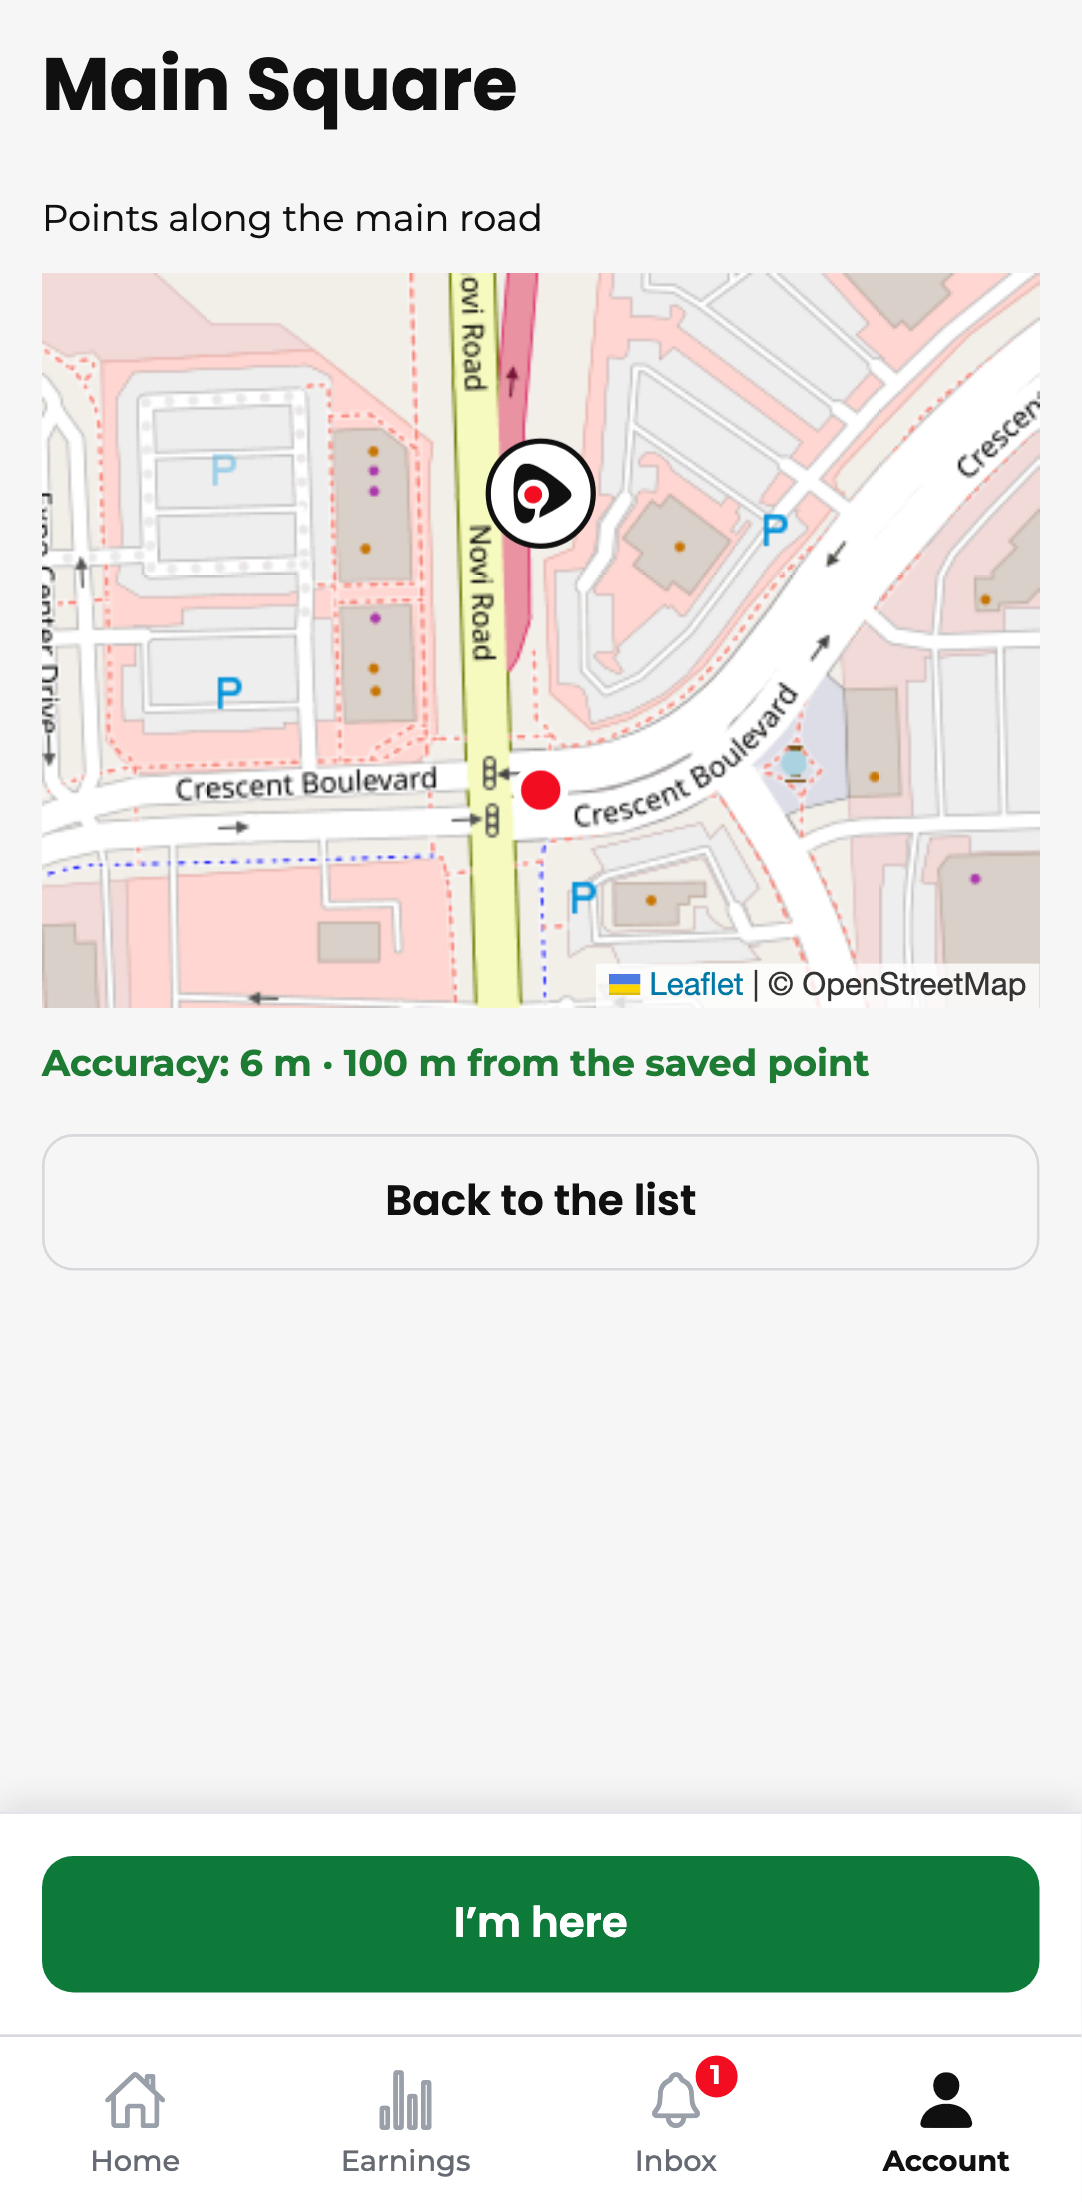 Main Square
Points along the main road
ovi Road
Crescen
P
P
Novi Road
P
Crescent Boulevard
Crescent Boulevard
P
Leaflet | © OpenStreetMap
Accuracy: 6 m · 100 m from the saved point
Back to the list
I’m here
1
Home
Earnings
Inbox
Account